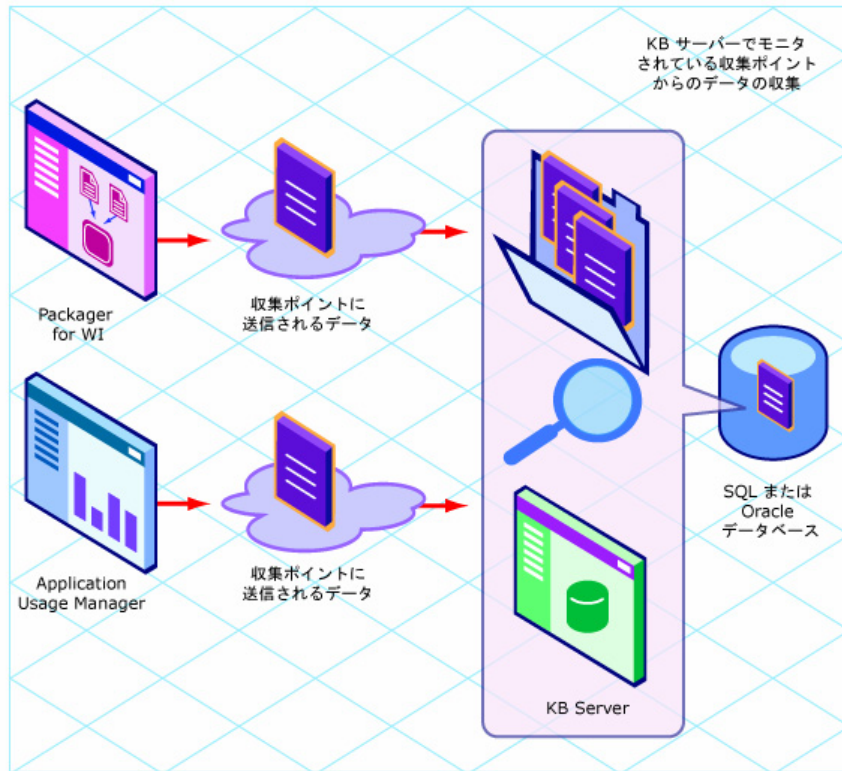 KB サーバーでモニタ
されている収集ポイント
からのデータの収集
Packager
for WI
収集ポイントに
送信されるデータ
Application
Usage Manager
収集ポイントに
送信されるデータ
KB Server
SQL または
Oracle
データベース